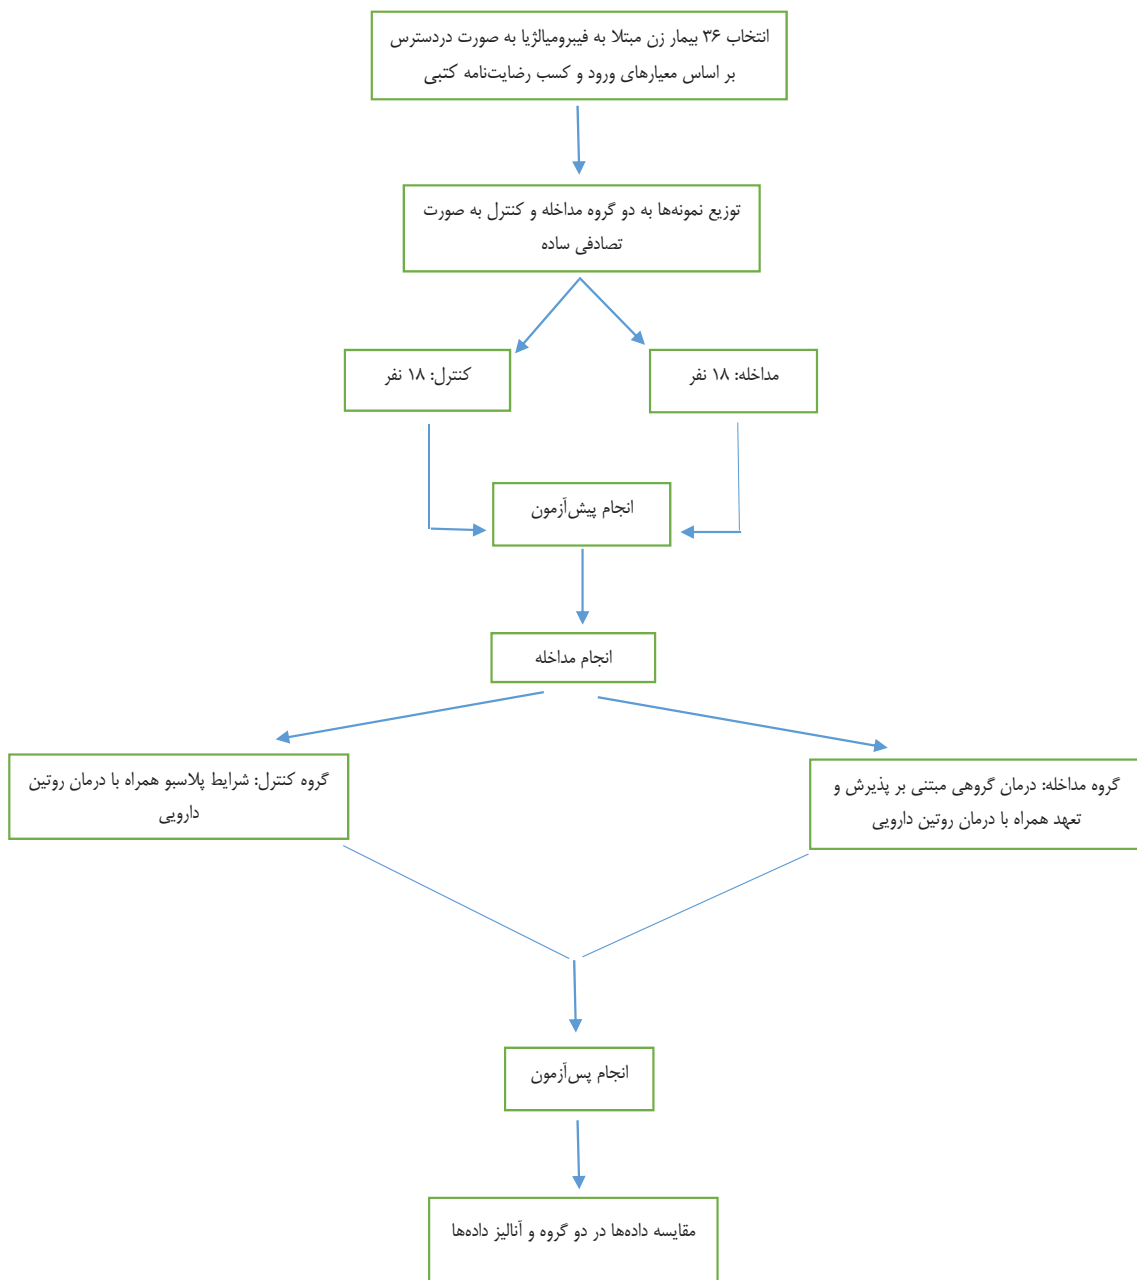 انتخاب ۳۶ بیمار زن مبتلا به فیبرومیالژیا به صورت دردسترس
بر اساس معیارهای ورود و کسب رضایت‌نامه کتبی
توزیع نمونه‌ها به دو گروه مداخله و کنترل به صورت
تصادفی ساده
مداخله: ۱۸ نفر
کنترل: ۱۸ نفر
انجام پیش‌آزمون
انجام مداخله
گروه مداخله: درمان گروهی مبتنی بر پذیرش و
تعهد همراه با درمان روتین دارویی
گروه کنترل: شرایط پلاسبو همراه با درمان روتین
دارویی
انجام پس‌آزمون
مقایسه داده‌ها در دو گروه و آنالیز داده‌ها